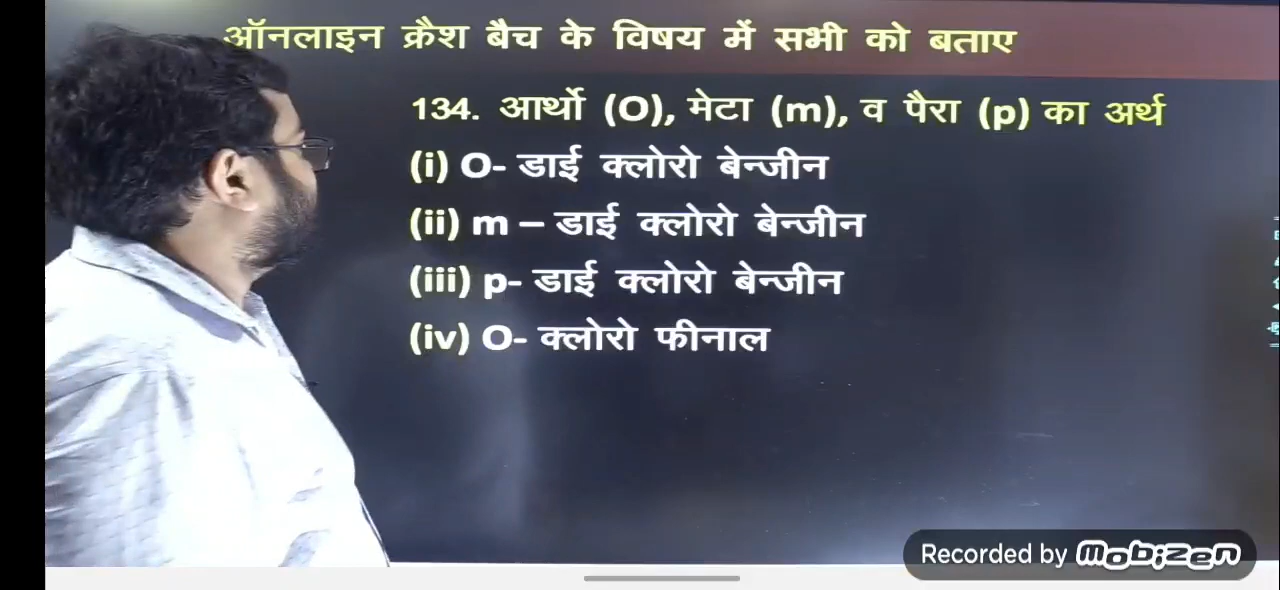 ऑनलाइन क्रैश बैच के विषय में सभी को बताए
134. आर्थो (O), मेटा (m), व पैरा (p) का अर्थ
(i) O- डाई क्लोरो बेन्जीन
(ii) m – डाई क्लोरो बेन्जीन
(iii) p- डाई क्लोरो बेन्जीन
(iv) O- क्लोरो फीनाल
Recorded by mobizen